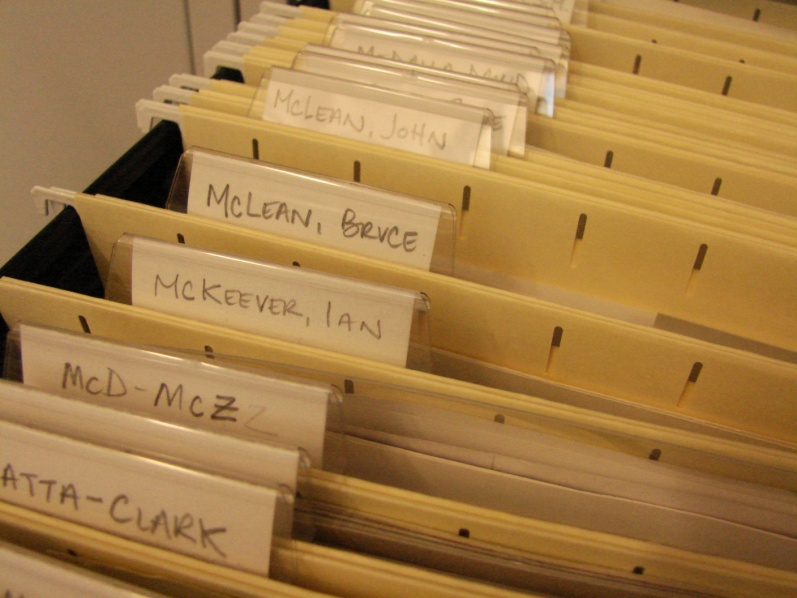 McLEAN, JOHN
McLEAN, BRUCE
McKEEVER, IAN
McD-McZ
ATTA-CLARK